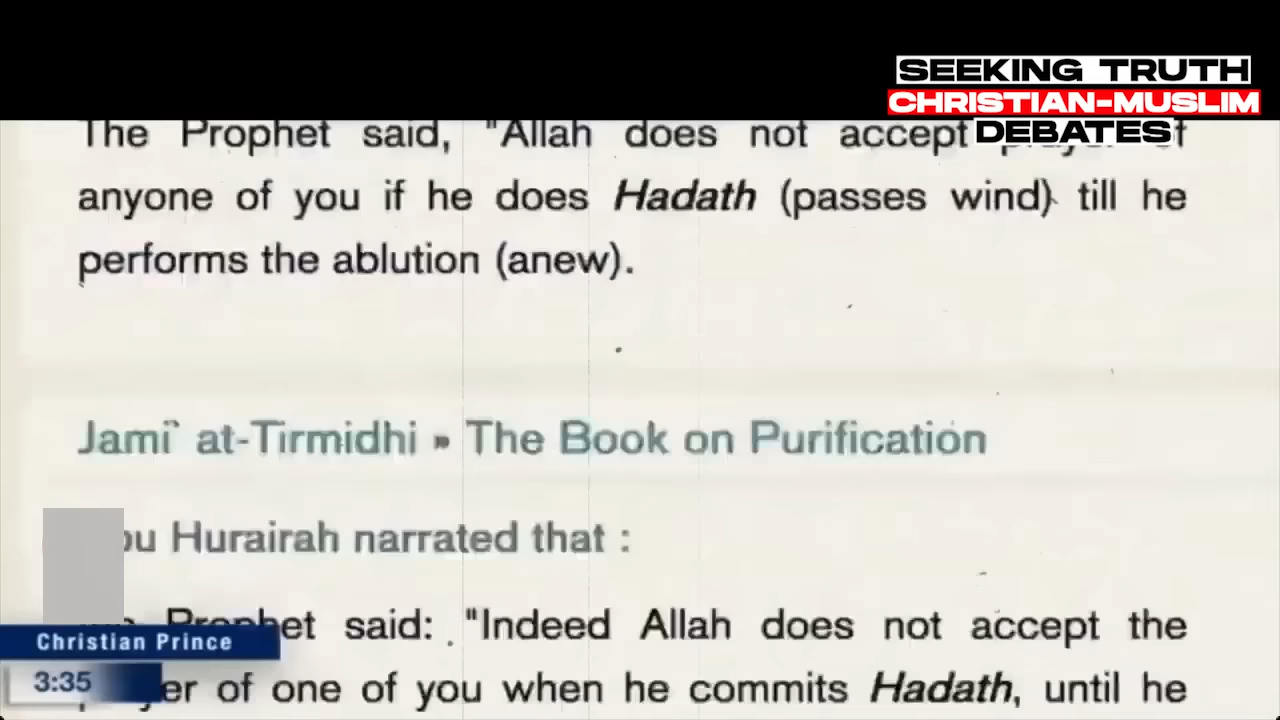 SEEKING TRUTH
CHRISTIAN-MUSLIM
DEBATES
The Prophet said, "Allah does not accept
anyone of you if he does Hadath (passes wind) till he
performs the ablution (anew).
Jami` at-Tirmidhi » The Book on Purification
Hurairah narrated that :
Prophet said: "Indeed Allah does not accept the
of one of you when he commits Hadath, until he
Christian Prince
3:35